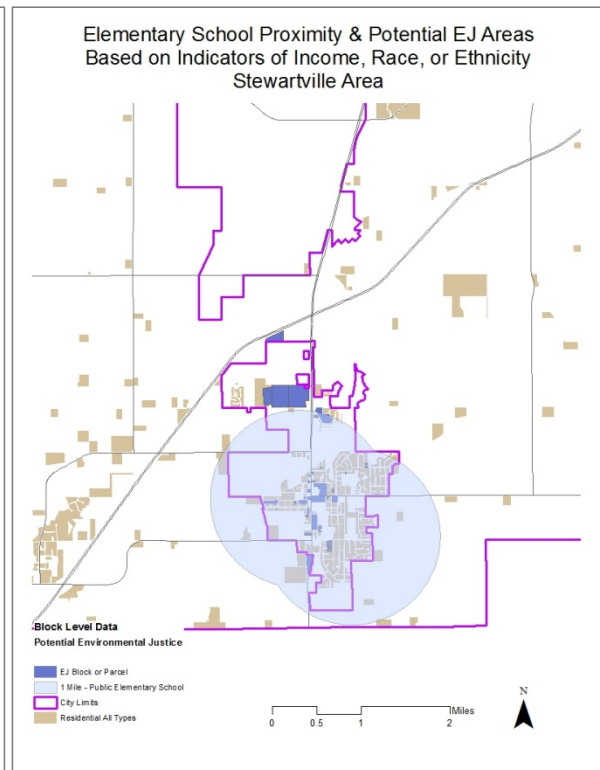 Elementary School Proximity & Potential EJ Areas
Based on Indicators of Income, Race, or Ethnicity
Stewartville Area
Block Level Data
Potential Environmental Justice
EJ Block or Parcel
1 Mile - Public Elementary School
City Limits
Residential All Types
Miles
0 0.5 1 2
N